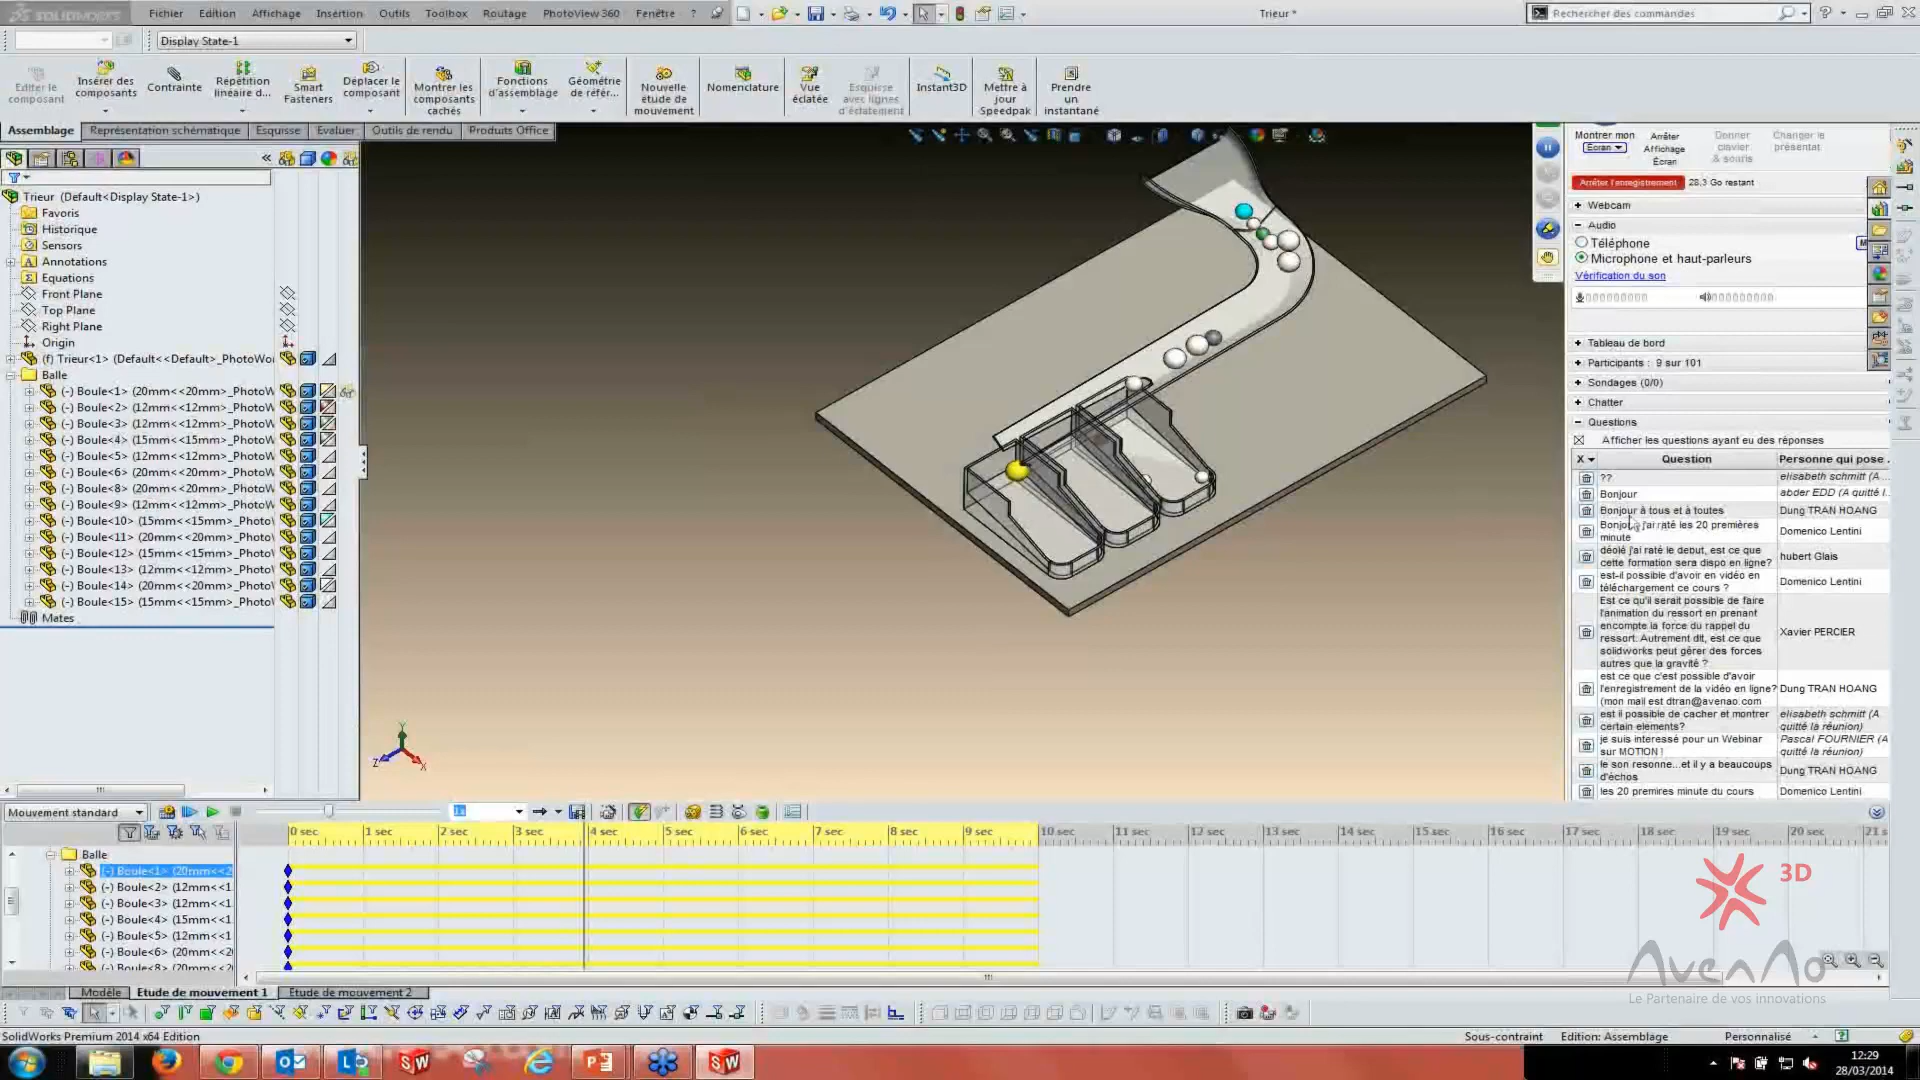 SOLIDWORKS
Fichier Edition Affichage Insertion Outils Toolbox Routage PhotoView 360 Fenêtre ?
Trieur *
Rechercher des commandes
Display State-1
Editer le composant
Insérer des composants
Contrainte
Répétition linéaire d...
Smart Fasteners
Déplacer le composant
Montrer les composants cachés
Fonctions d'assemblage
Géométrie de référ...
Nouvelle étude de mouvement
Nomenclature
Vue éclatée
Esquisse avec lignes d'éclatement
Instant3D
Mettre à jour Speedpak
Prendre un instantané
Assemblage Représentation schématique Esquisse Evaluer Outils de rendu Produits Office
Trieur (Default<Display State-1>)
Favoris
Historique
Sensors
Annotations
Equations
Front Plane
Top Plane
Right Plane
Origin
(f) Trieur<1> (Default<<Default>_PhotoWo
Balle
(-) Boule<1> (20mm<<20mm>_PhotoW
(-) Boule<2> (12mm<<12mm>_PhotoW
(-) Boule<3> (12mm<<12mm>_PhotoW
(-) Boule<4> (15mm<<15mm>_PhotoW
(-) Boule<5> (12mm<<12mm>_PhotoW
(-) Boule<6> (20mm<<20mm>_PhotoW
(-) Boule<8> (20mm<<20mm>_PhotoW
(-) Boule<9> (12mm<<12mm>_PhotoW
(-) Boule<10> (15mm<<15mm>_Photo
(-) Boule<11> (20mm<<20mm>_Photo
(-) Boule<12> (15mm<<15mm>_Photo
(-) Boule<13> (12mm<<12mm>_Photo
(-) Boule<14> (20mm<<20mm>_Photo
(-) Boule<15> (15mm<<15mm>_Photo
Mates
Y
Z
X
Montrer mon Ecran
Arrêter Affichage Écran
Donner clavier & souris
Changer le présentat.
Arrêter l'enregistrement 28,3 Go restant
Webcam
Audio
Téléphone
Microphone et haut-parleurs
Vérification du son
Tableau de bord
Participants : 9 sur 101
Sondages (0/0)
Chatter
Questions
Afficher les questions ayant eu des réponses
X Question Personne qui pose ..
?? elisabeth schmitt (A ...
Bonjour abder EDD (A quitté l...
Bonjour à tous et à toutes Dung TRAN HOANG
Bonjour j'ai raté les 20 premières
minute Domenico Lentini
déolé j'ai raté le debut, est ce que
cette formation sera dispo en ligne? hubert Glais
est-il possible d'avoir en vidéo en
téléchargement ce cours ? Domenico Lentini
Est ce qu'il serait possible de faire
l'animation du ressort en prenant
encompte la force du rappel du
ressort. Autrement dit, est ce que
solidworks peut gérer des forces
autres que la gravité ?
Xavier PERCIER
est ce que c'est possible d'avoir
l'enregistrement de la vidéo en ligne? Dung TRAN HOANG
(mon mail est dtran@avenao.com
est il possible de cacher et montrer
certain elements?
elisabeth schmitt (A
quitté la réunion)
je suis interessé pour un Webinar
sur MOTION !
Pascal FOURNIER (A
quitté la réunion)
le son resonne...et il y a beaucoups
d'échos Dung TRAN HOANG
les 20 premires minute du cours Domenico Lentini
Mouvement standard
0 sec 1 sec 2 sec 3 sec 4 sec 5 sec 6 sec 7 sec 8 sec 9 sec 10 sec 11 sec 12 sec 13 sec 14 sec 15 sec 16 sec 17 sec 18 sec 19 sec 20 sec 21 s
Balle
(-) Boule<1> (20mm<<2
(-) Boule<2> (12mm<<1
(-) Boule<3> (12mm<<1
(-) Boule<4> (15mm<<1
(-) Boule<5> (12mm<<1
(-) Boule<6> (20mm<<2
(-) Boule<8> (20mm<<2
3D
AvenAo
Le Partenaire de vos innovations
Modèle Etude de mouvement 1 Etude de mouvement 2
SolidWorks Premium 2014 x64 Edition
Sous-contraint Edition: Assemblage Personnalisé
12:29
28/03/2014